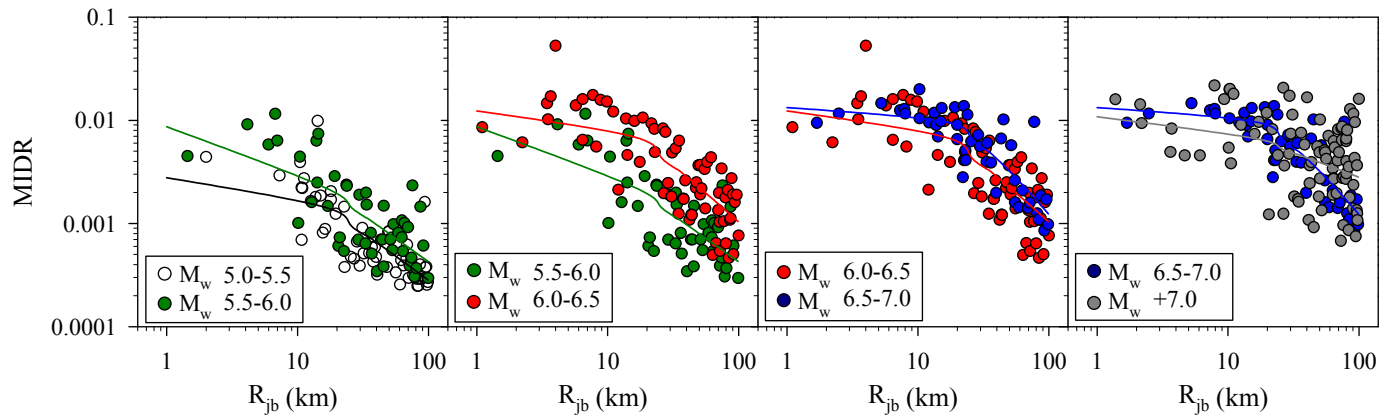 MIDR
0.1
0.01
0.001
0.0001
M_w 5.0-5.5
M_w 5.5-6.0
1 10 100
R_jb (km)
M_w 5.5-6.0
M_w 6.0-6.5
1 10 100
R_jb (km)
M_w 6.0-6.5
M_w 6.5-7.0
1 10 100
R_jb (km)
M_w 6.5-7.0
M_w +7.0
1 10 100
R_jb (km)